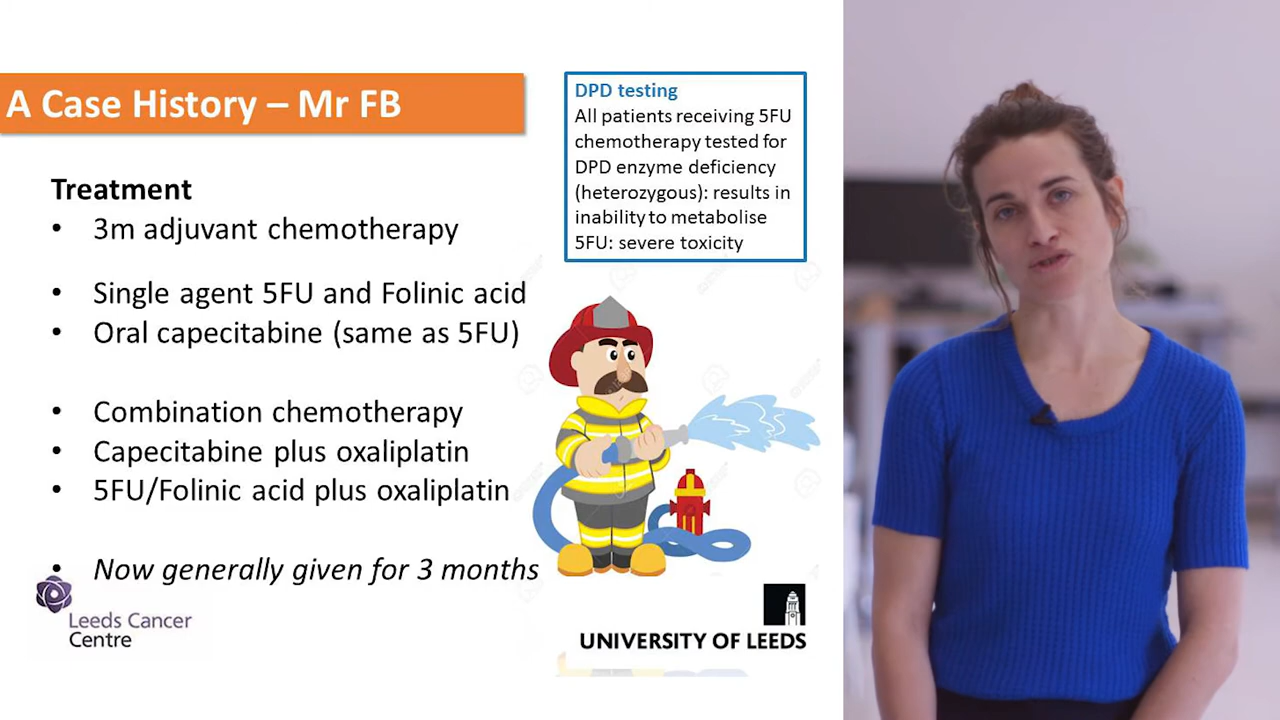 A Case History – Mr FB
DPD testing
All patients receiving 5FU
chemotherapy tested for
DPD enzyme deficiency
(heterozygous): results in
inability to metabolise
5FU: severe toxicity
Treatment
• 3m adjuvant chemotherapy
• Single agent 5FU and Folinic acid
• Oral capecitabine (same as 5FU)
• Combination chemotherapy
• Capecitabine plus oxaliplatin
• 5FU/Folinic acid plus oxaliplatin
• Now generally given for 3 months
Leeds Cancer
Centre
UNIVERSITY OF LEEDS